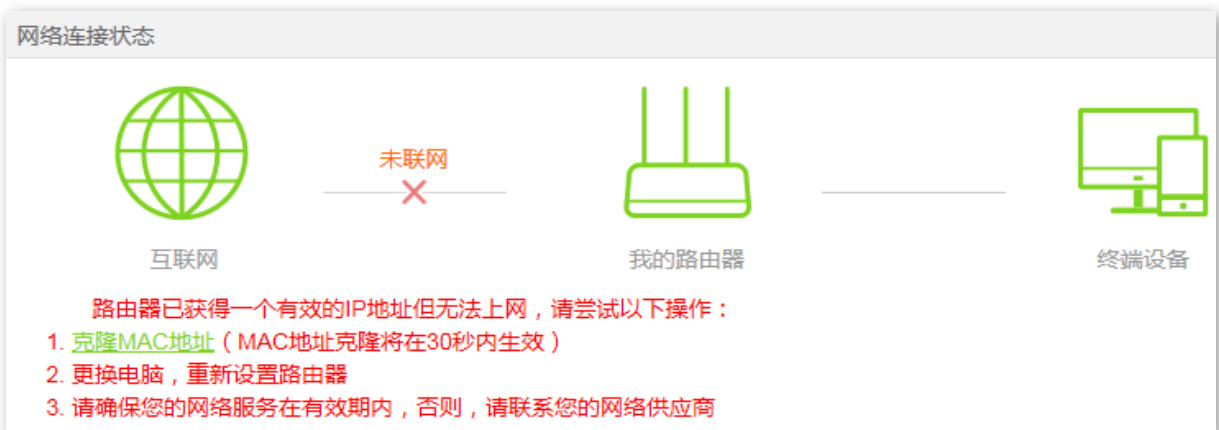 网络连接状态
未联网
互联网
我的路由器
终端设备
路由器已获得一个有效的IP地址但无法上网，请尝试以下操作：
1. 克隆MAC地址（MAC地址克隆将在30秒内生效）
2. 更换电脑，重新设置路由器
3. 请确保您的网络服务在有效期内，否则，请联系您的网络供应商